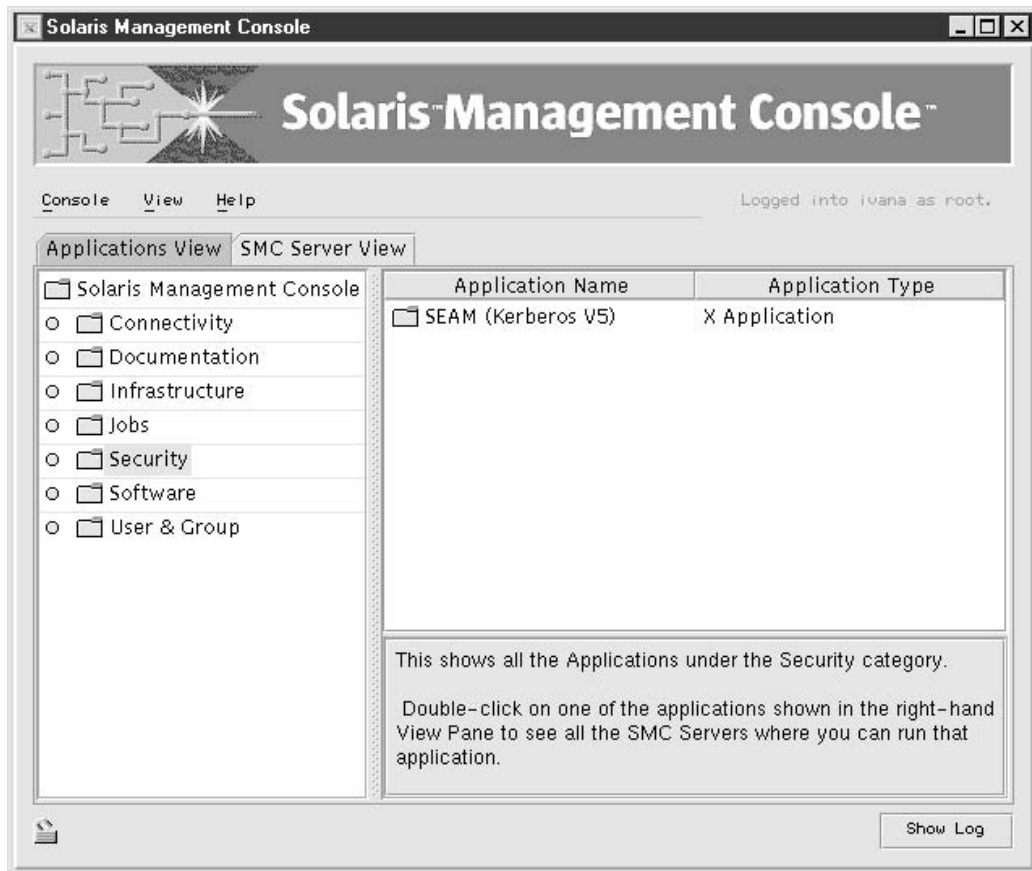 Solaris Management Console
Solaris™Management Console™
Console View Help
Logged into ivana as root.
Applications View SMC Server View
Solaris Management Console
Connectivity
Documentation
Infrastructure
Jobs
Security
Software
User & Group
Application Name Application Type
SEAM (Kerberos V5) X Application
This shows all the Applications under the Security category.
Double-click on one of the applications shown in the right-hand
View Pane to see all the SMC Servers where you can run that
application.
Show Log